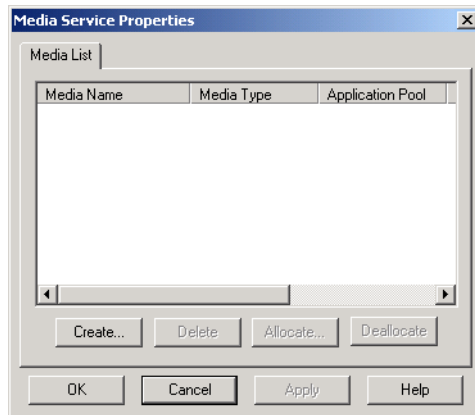 Media Service Properties
Media List
Media Name Media Type Application Pool
Create... Delete Allocate... Deallocate
OK Cancel Apply Help